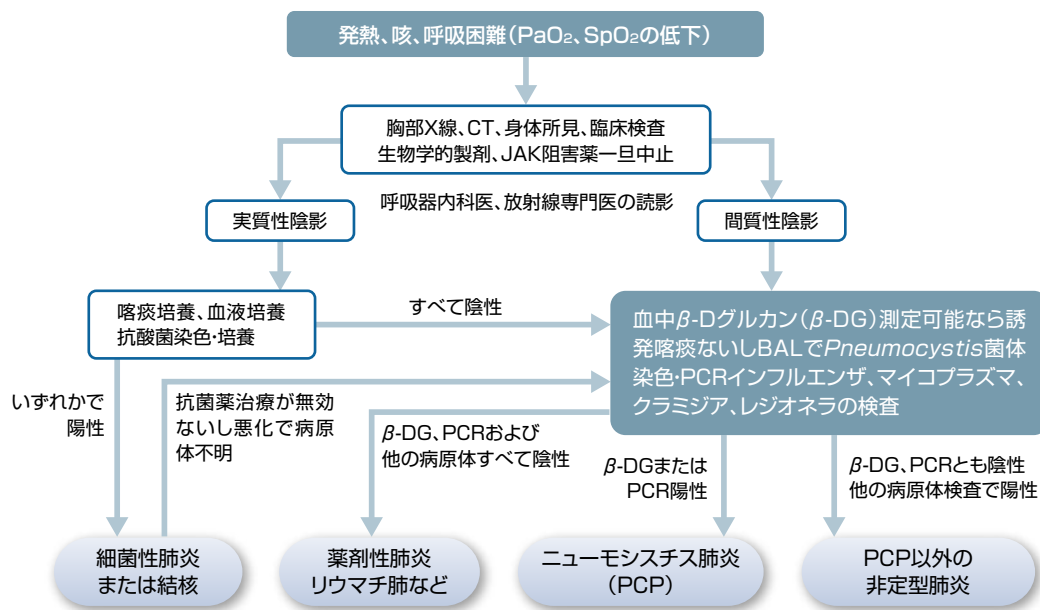 発熱、咳、呼吸困難(PaO₂、SpO₂の低下)
胸部X線、CT、身体所見、臨床検査
生物学的製剤、JAK阻害薬一旦中止
呼吸器内科医、放射線専門医の読影
実質性陰影
間質性陰影
喀痰培養、血液培養
抗酸菌染色・培養
すべて陰性
血中β-Dグルカン(β-DG)測定可能なら誘
発喀痰ないしBALでPneumocystis菌体
染色・PCRインフルエンザ、マイコプラズマ、
クラミジア、レジオネラの検査
いずれかで
陽性
抗菌薬治療が無効
ないし悪化で病原
体不明
β-DG、PCRおよび
他の病原体すべて陰性
β-DGまたは
PCR陽性
β-DG、PCRとも陰性
他の病原体検査で陽性
細菌性肺炎
または結核
薬剤性肺炎
リウマチ肺など
ニューモシスチス肺炎
(PCP)
PCP以外の
非定型肺炎